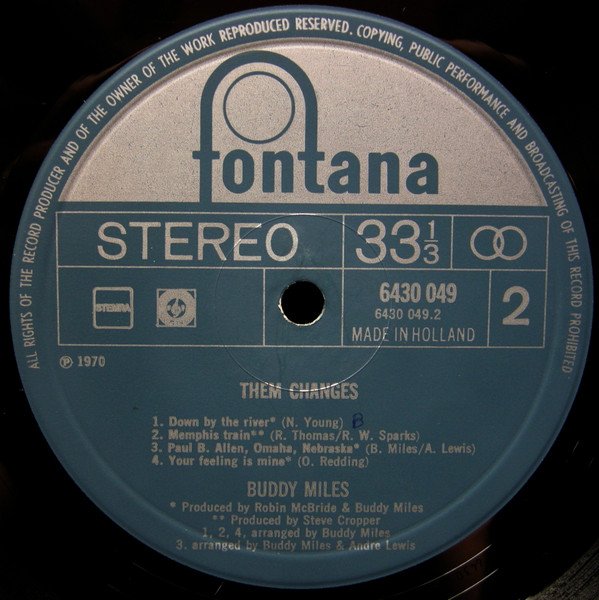 ALL RIGHTS OF THE RECORD PRODUCER AND OF THE OWNER OF THE WORK REPRODUCED RESERVED. COPYING, PUBLIC PERFORMANCE AND BROADCASTING OF THIS RECORD PROHIBITED
fontana
STEREO
33 1/3
STEMRA
6430 049
6430 049.2
MADE IN HOLLAND
2
℗ 1970
THEM CHANGES
1. Down by the river* (N. Young) B
2. Memphis train** (R. Thomas/R. W. Sparks)
3. Paul B. Allen, Omaha, Nebraska* (B. Miles/A. Lewis)
4. Your feeling is mine* (O. Redding)
BUDDY MILES
* Produced by Robin McBride & Buddy Miles
** Produced by Steve Cropper
1, 2, 4, arranged by Buddy Miles
3. arranged by Buddy Miles & Andre Lewis